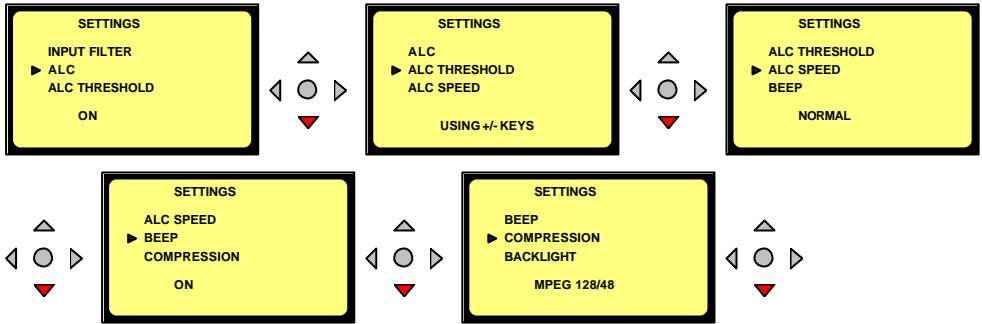 SETTINGS
INPUT FILTER
ALC
ALC THRESHOLD
ON
SETTINGS
ALC
ALC THRESHOLD
ALC SPEED
USING +/- KEYS
SETTINGS
ALC THRESHOLD
ALC SPEED
BEEP
NORMAL
SETTINGS
ALC SPEED
BEEP
COMPRESSION
ON
SETTINGS
BEEP
COMPRESSION
BACKLIGHT
MPEG 128/48